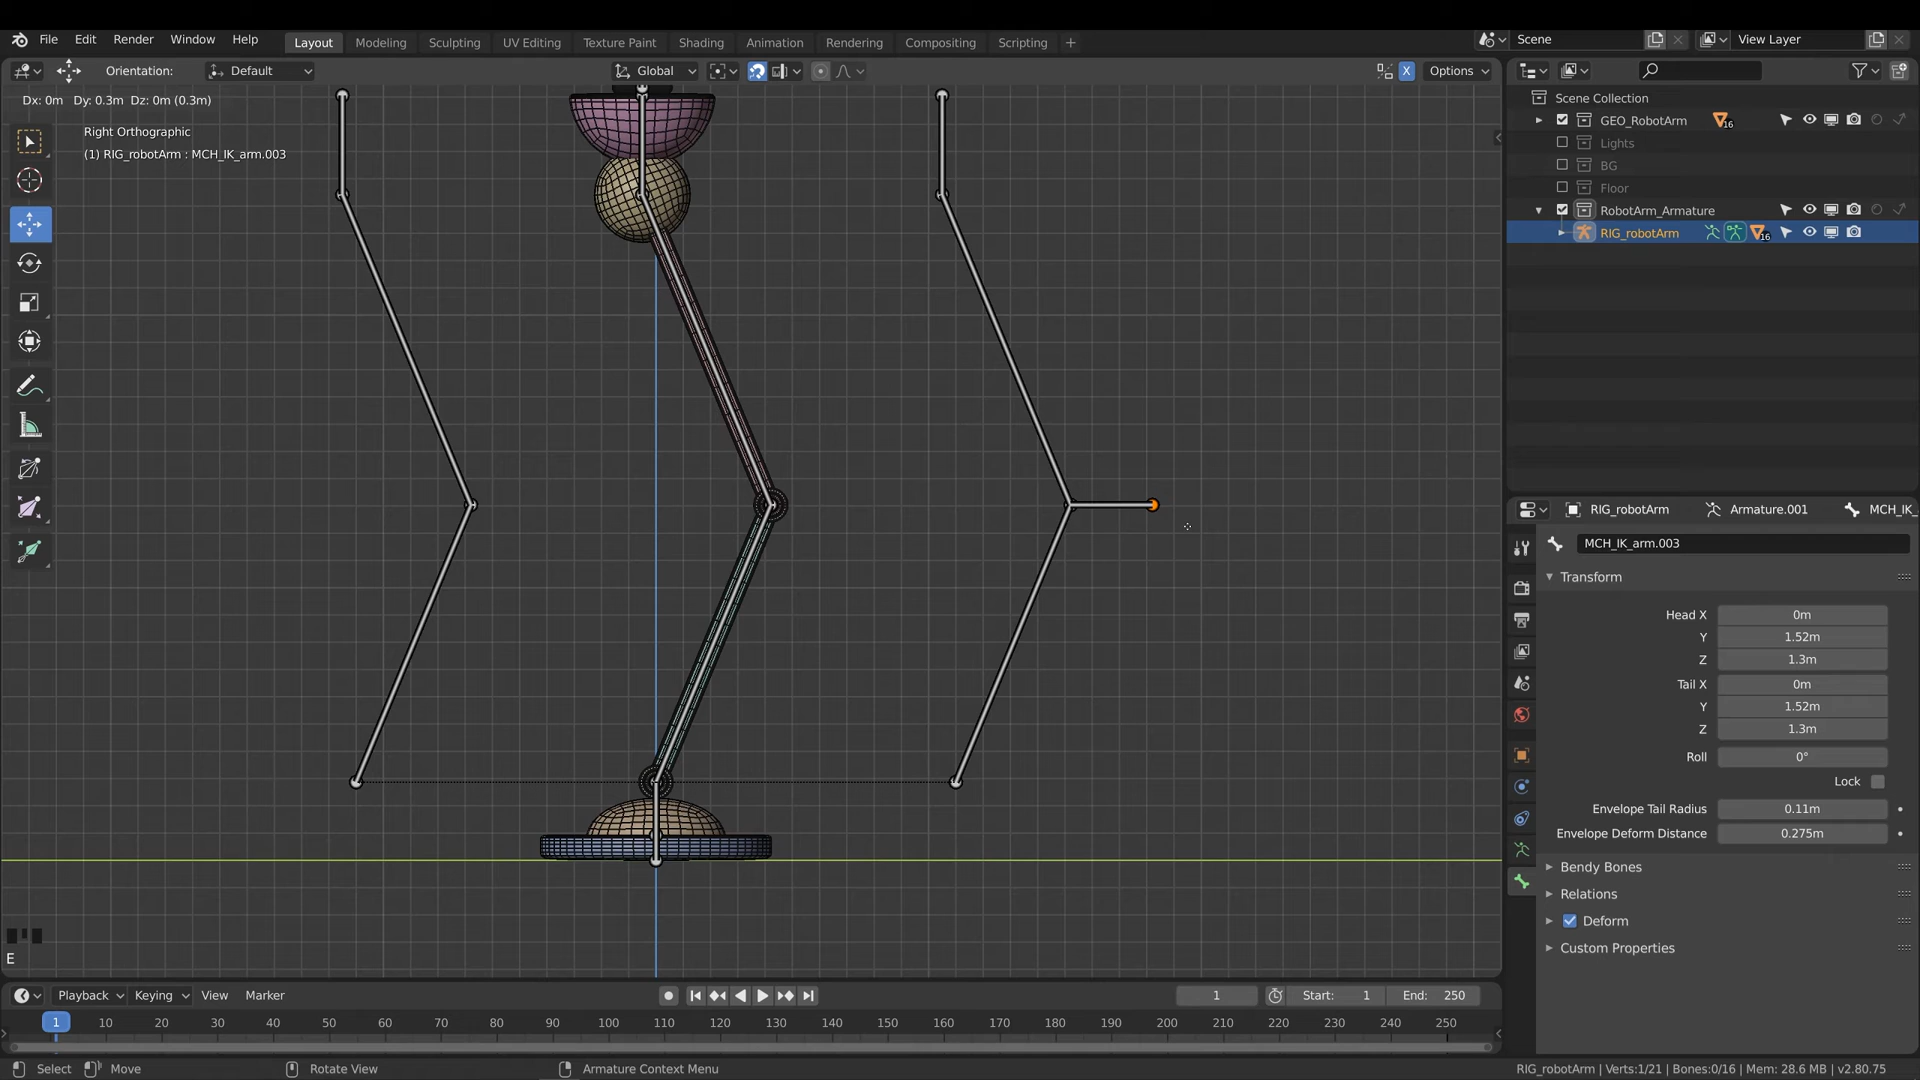 File Edit Render Window Help
Layout Modeling Sculpting UV Editing Texture Paint Shading Animation Rendering Compositing Scripting +
Scene
View Layer
Orientation: Default
Global
X Options
Dx: 0m Dy: 0.3m Dz: 0m (0.3m)
Right Orthographic
(1) RIG_robotArm : MCH_IK_arm.003
Scene Collection
GEO_RobotArm 16
Lights
BG
Floor
RobotArm_Armature
RIG_robotArm 16
RIG_robotArm Armature.001 MCH_IK_
MCH_IK_arm.003
Transform
Head X 0m
Y 1.52m
Z 1.3m
Tail X 0m
Y 1.52m
Z 1.3m
Roll 0°
Lock
Envelope Tail Radius 0.11m
Envelope Deform Distance 0.275m
Bendy Bones
Relations
Deform
Custom Properties
E
Playback Keying View Marker
1 Start: 1 End: 250
1 10 20 30 40 50 60 70 80 90 100 110 120 130 140 150 160 170 180 190 200 210 220 230 240 250
Select Move Rotate View Armature Context Menu
RIG_robotArm | Verts:1/21 | Bones:0/16 | Mem: 28.6 MB | v2.80.75